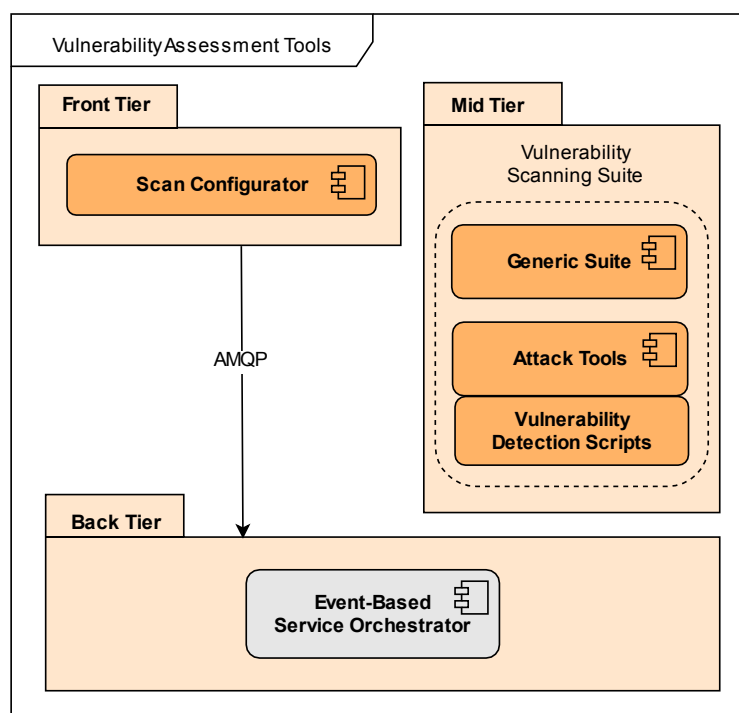 Vulnerability Assessment Tools
Front Tier
Scan Configurator
Mid Tier
Vulnerability
Scanning Suite
Generic Suite
Attack Tools
Vulnerability
Detection Scripts
AMQP
Back Tier
Event-Based
Service Orchestrator